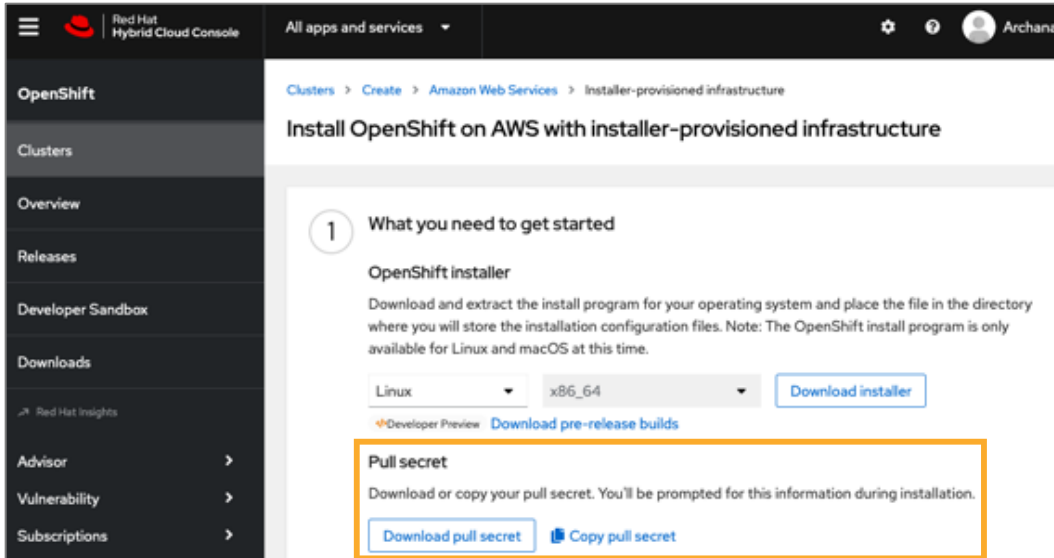 Red Hat
Hybrid Cloud Console
All apps and services
Archana
OpenShift
Clusters
Overview
Releases
Developer Sandbox
Downloads
Red Hat Insights
Advisor
Vulnerability
Subscriptions
Clusters > Create > Amazon Web Services > Installer-provisioned infrastructure
Install OpenShift on AWS with installer-provisioned infrastructure
1
What you need to get started
OpenShift installer
Download and extract the install program for your operating system and place the file in the directory
where you will store the installation configuration files. Note: The OpenShift install program is only
available for Linux and macOS at this time.
Linux x86_64 Download installer
Developer Preview Download pre-release builds
Pull secret
Download or copy your pull secret. You'll be prompted for this information during installation.
Download pull secret Copy pull secret